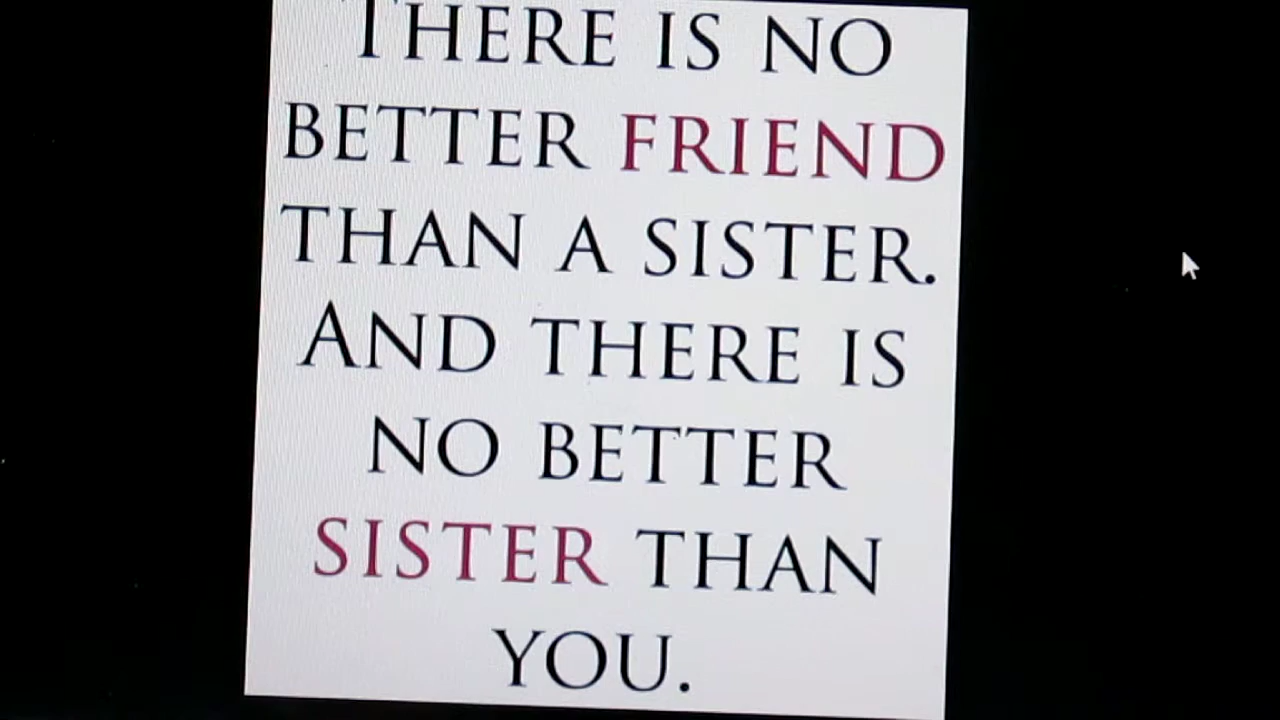 THERE IS NO
BETTER FRIEND
THAN A SISTER.
AND THERE IS
NO BETTER
SISTER THAN
YOU.